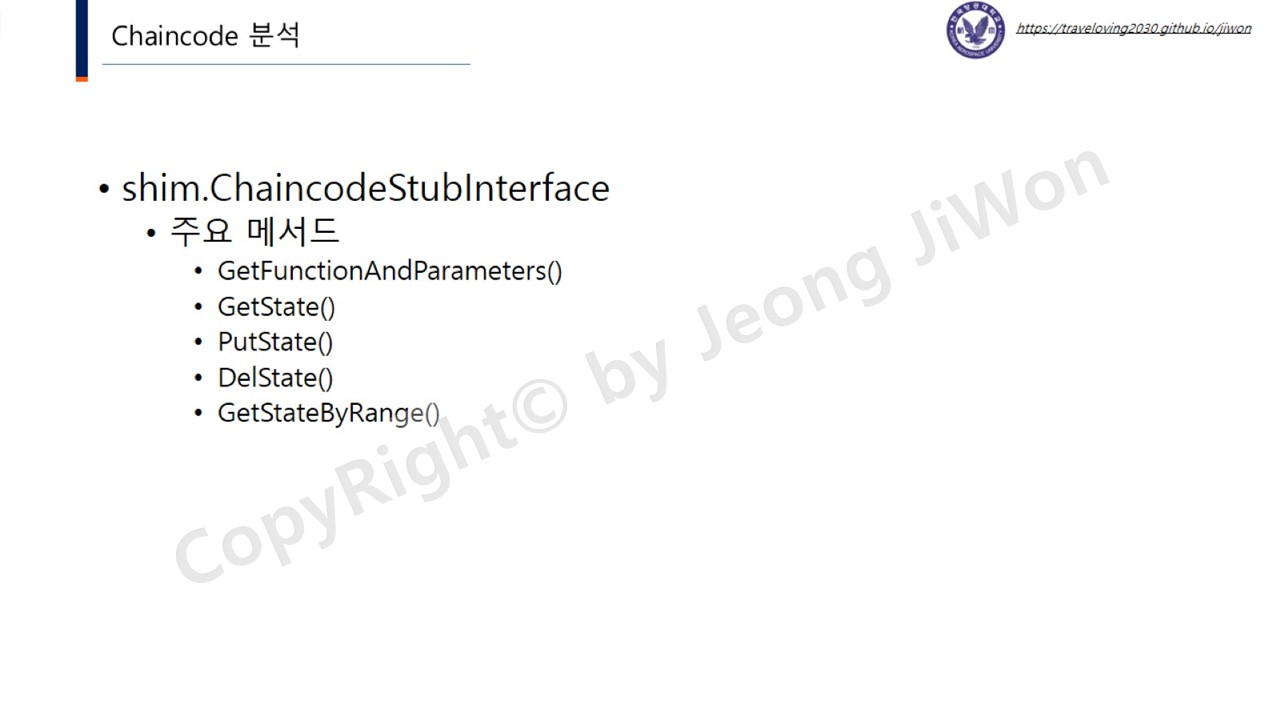 Chaincode 분석
https://traveloving2030.github.io/jiwon
• shim.ChaincodeStubInterface
• 주요 메서드
• GetFunctionAndParameters()
• GetState()
• PutState()
• DelState()
• GetStateByRange()
CopyRight© by Jeong JiWon